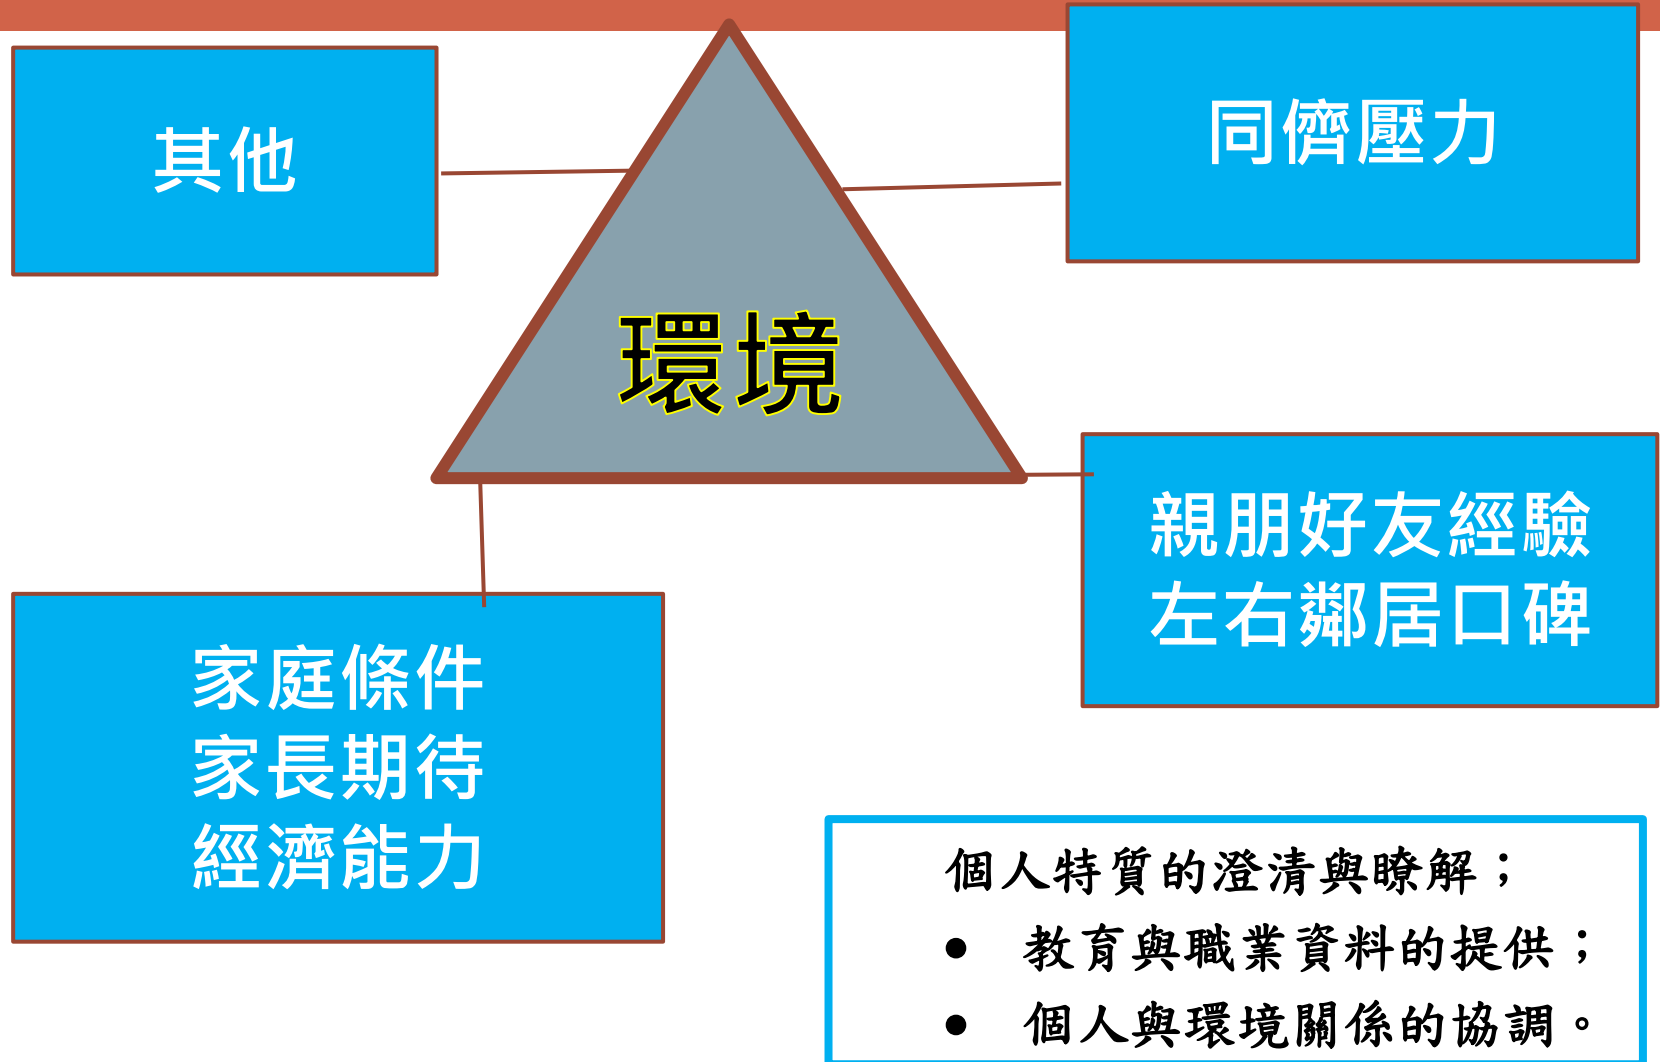 其他
同儕壓力
環境
親朋好友經驗
左右鄰居口碑
家庭條件
家長期待
經濟能力
個人特質的澄清與瞭解；
● 教育與職業資料的提供；
● 個人與環境關係的協調。